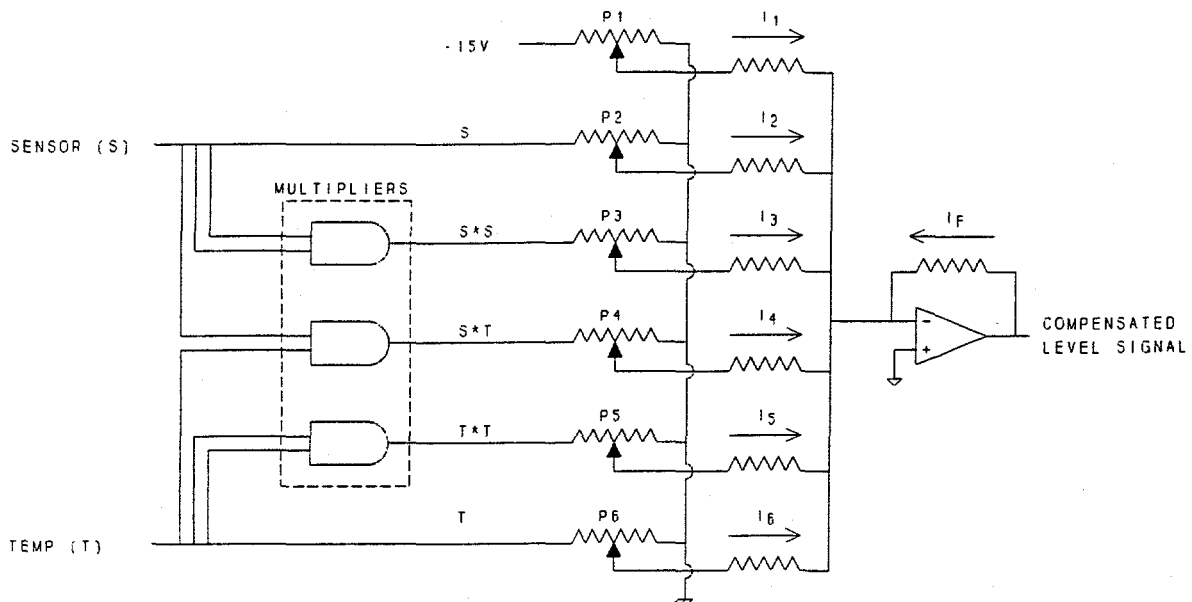 P1
I1
-15V
P2
I2
S
SENSOR (S)
MULTIPLIERS
P3
I3
S*S
IF
P4
I4
S*T
-
+
COMPENSATED
LEVEL SIGNAL
P5
I5
T*T
P6
I6
T
TEMP (T)